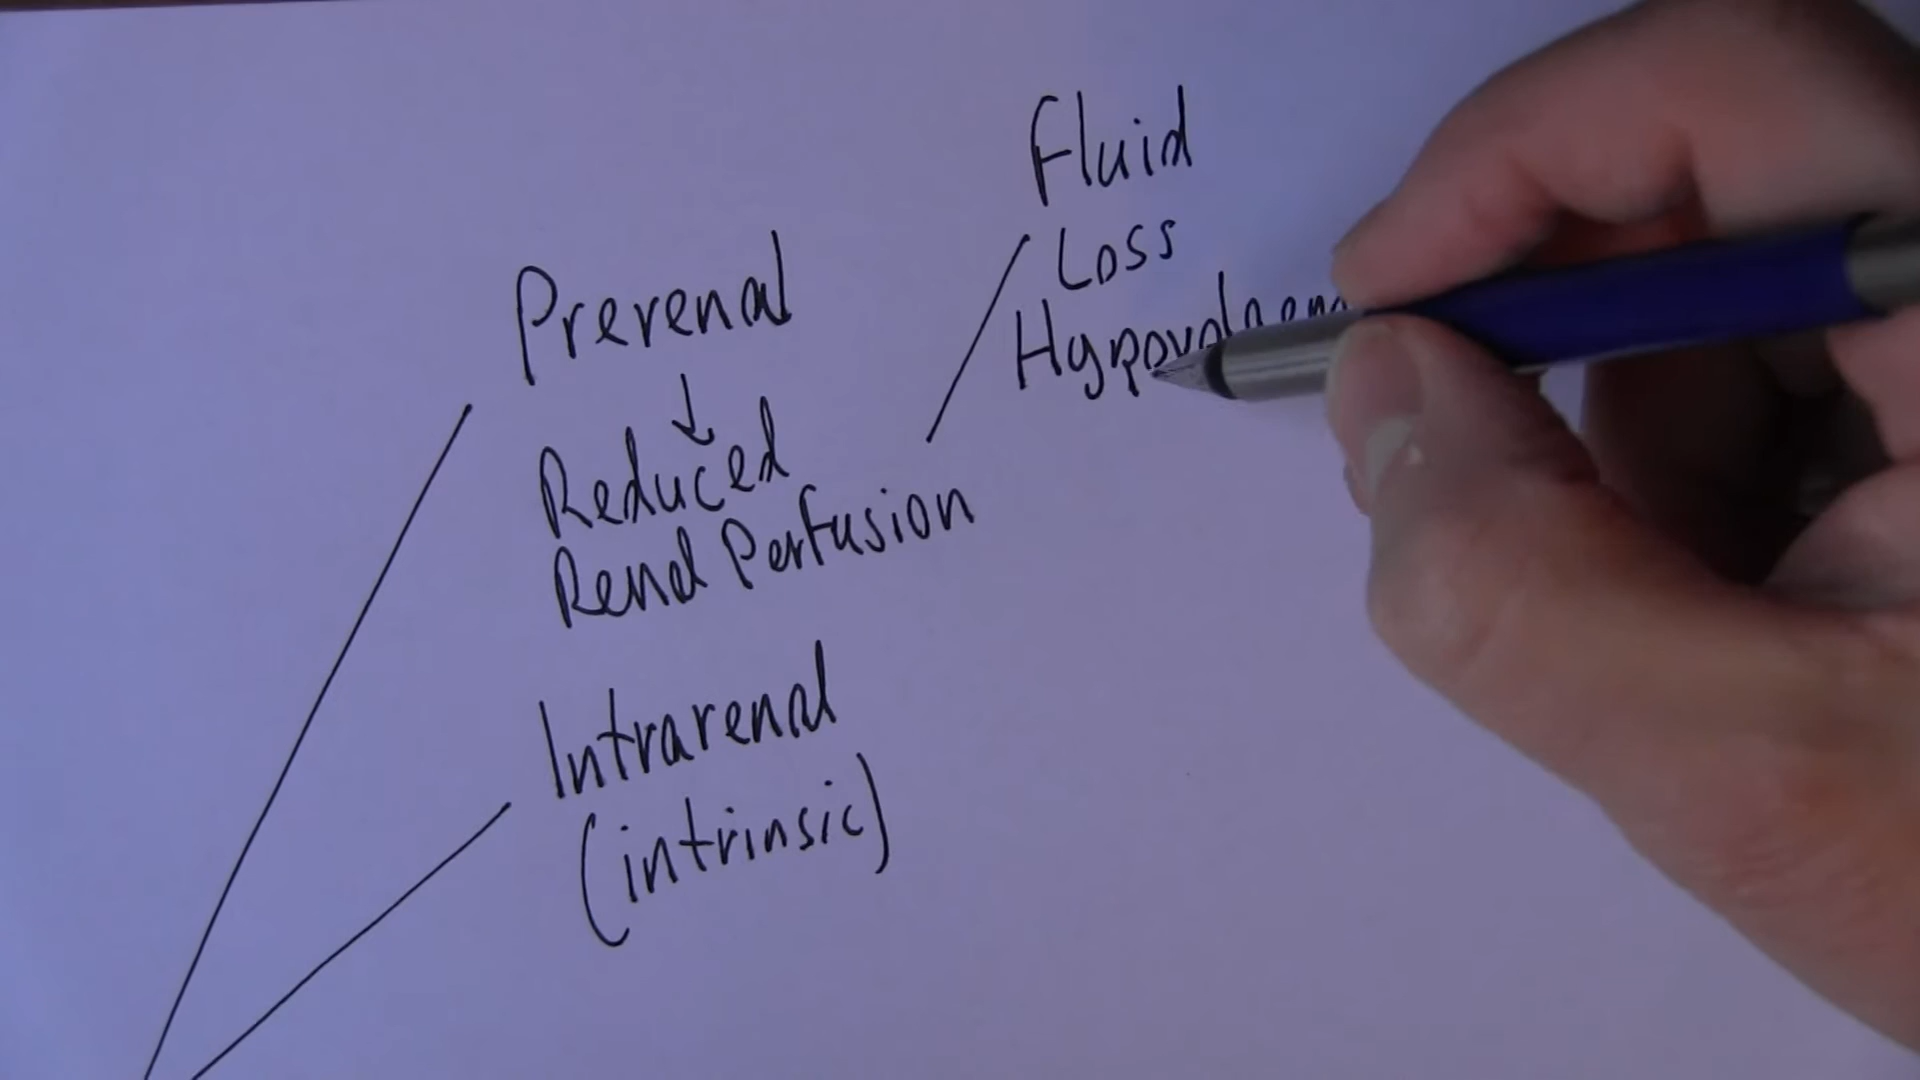 Fluid
Loss
Prerenal
Reduced
Renal Perfusion
Intrarenal
(intrinsic)